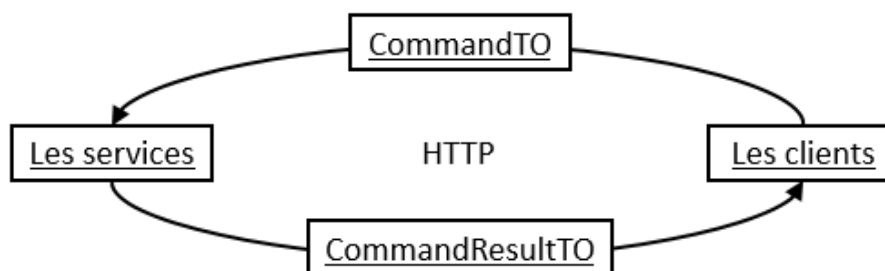 CommandTO
Les services
HTTP
Les clients
CommandResultTO